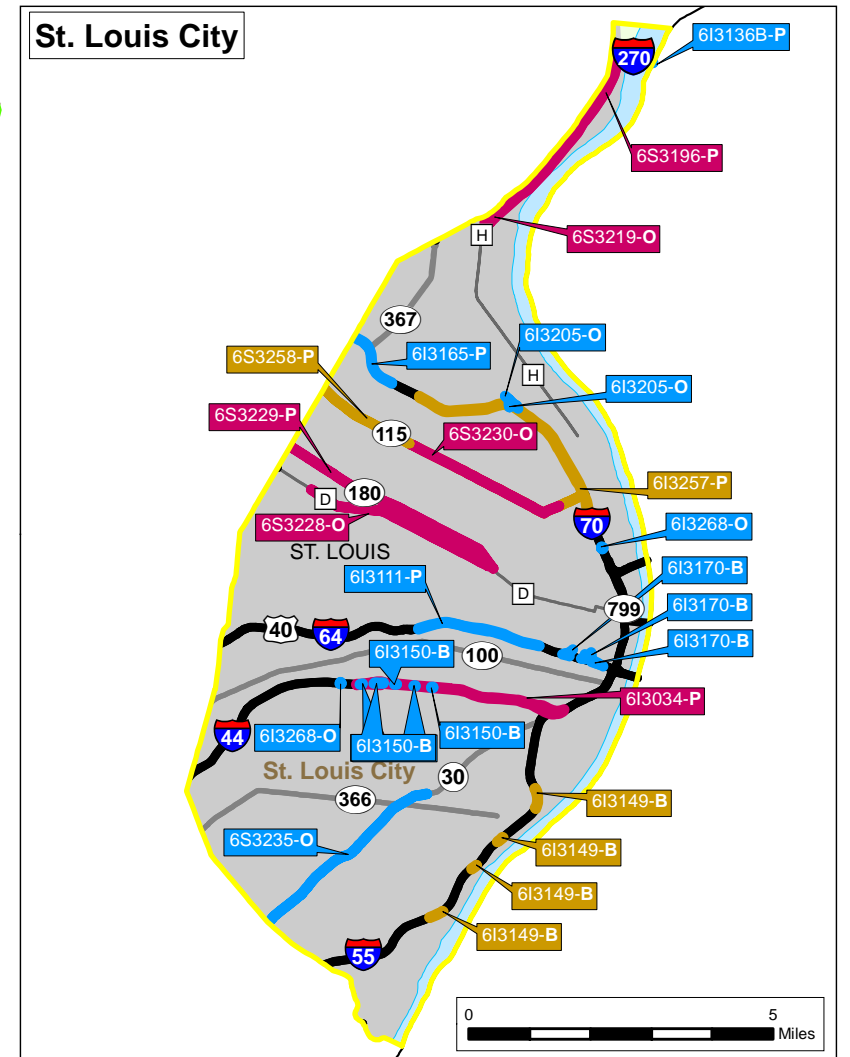 St. Louis City
6I3136B-P
270
6S3196-P
6S3219-O
H
367
6I3205-O
6S3258-P
6I3165-P
H
6I3205-O
6S3229-P
115
6S3230-O
6I3257-P
D
180
70
6S3228-O
6I3268-O
ST. LOUIS
6I3170-B
6I3111-P
D
799
6I3170-B
40
64
6I3150-B
100
6I3170-B
6I3034-P
44
6I3268-O
6I3150-B
6I3150-B
St. Louis City
30
366
6I3149-B
6S3235-O
6I3149-B
6I3149-B
6I3149-B
55
0
5
Miles